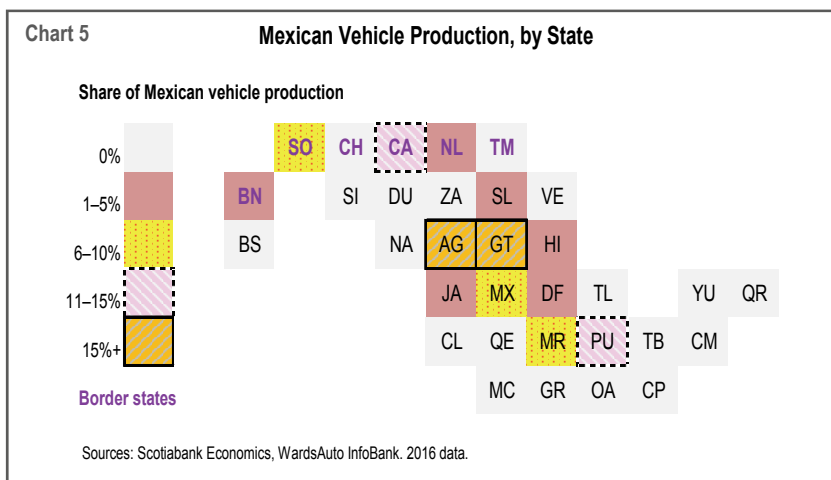 Chart 5
Mexican Vehicle Production, by State
Share of Mexican vehicle production
0%
SO CH CA NL TM
1–5%
BN SI DU ZA SL VE
6–10%
BS NA AG GT HI
11–15%
JA MX DF TL YU QR
15%+
CL QE MR PU TB CM
MC GR OA CP
Border states
Sources: Scotiabank Economics, WardsAuto InfoBank. 2016 data.